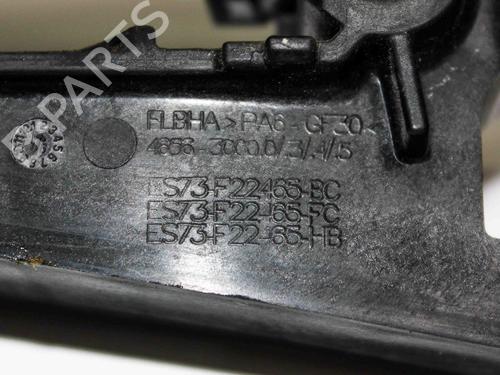 PARTS
FLBHA >PA6-GF30<
4656-3000.0/.3/.4/.5
ES73-F22465-BC
ES73-F22465-FC
ES73-F22465-HB